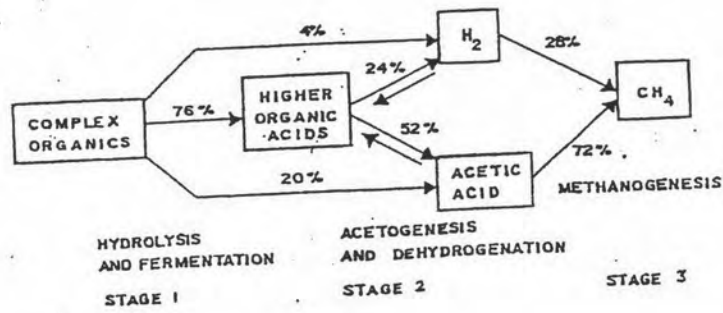 4%
H2
28%
24%
CH4
COMPLEX
ORGANICS
76%
HIGHER
ORGANIC
ACIDS
52%
72%
20%
ACETIC
ACID
METHANOGENESIS
HYDROLYSIS
AND FERMENTATION
STAGE 1
ACETOGENESIS
AND DEHYDROGENATION
STAGE 2
STAGE 3